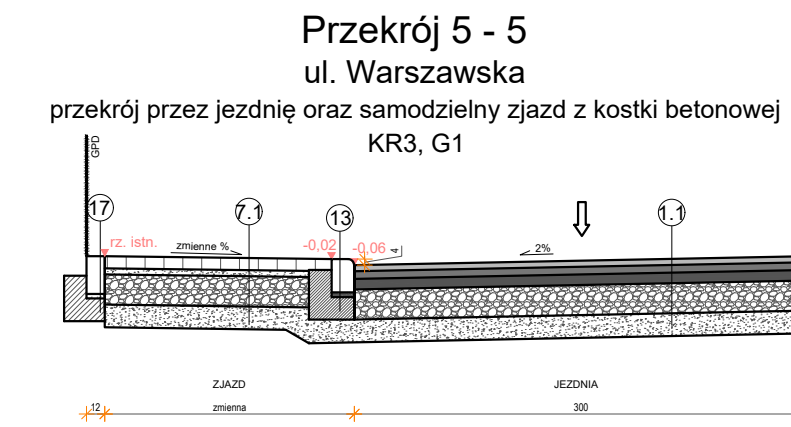 Przekrój 5 - 5
ul. Warszawska
przekrój przez jezdnię oraz samodzielny zjazd z kostki betonowej
KR3, G1
GPD
17
7.1
13
1.1
rz. istn.
zmienne %
-0,02
-0,06
4
2%
ZJAZD
JEZDNIA
12
zmienna
300